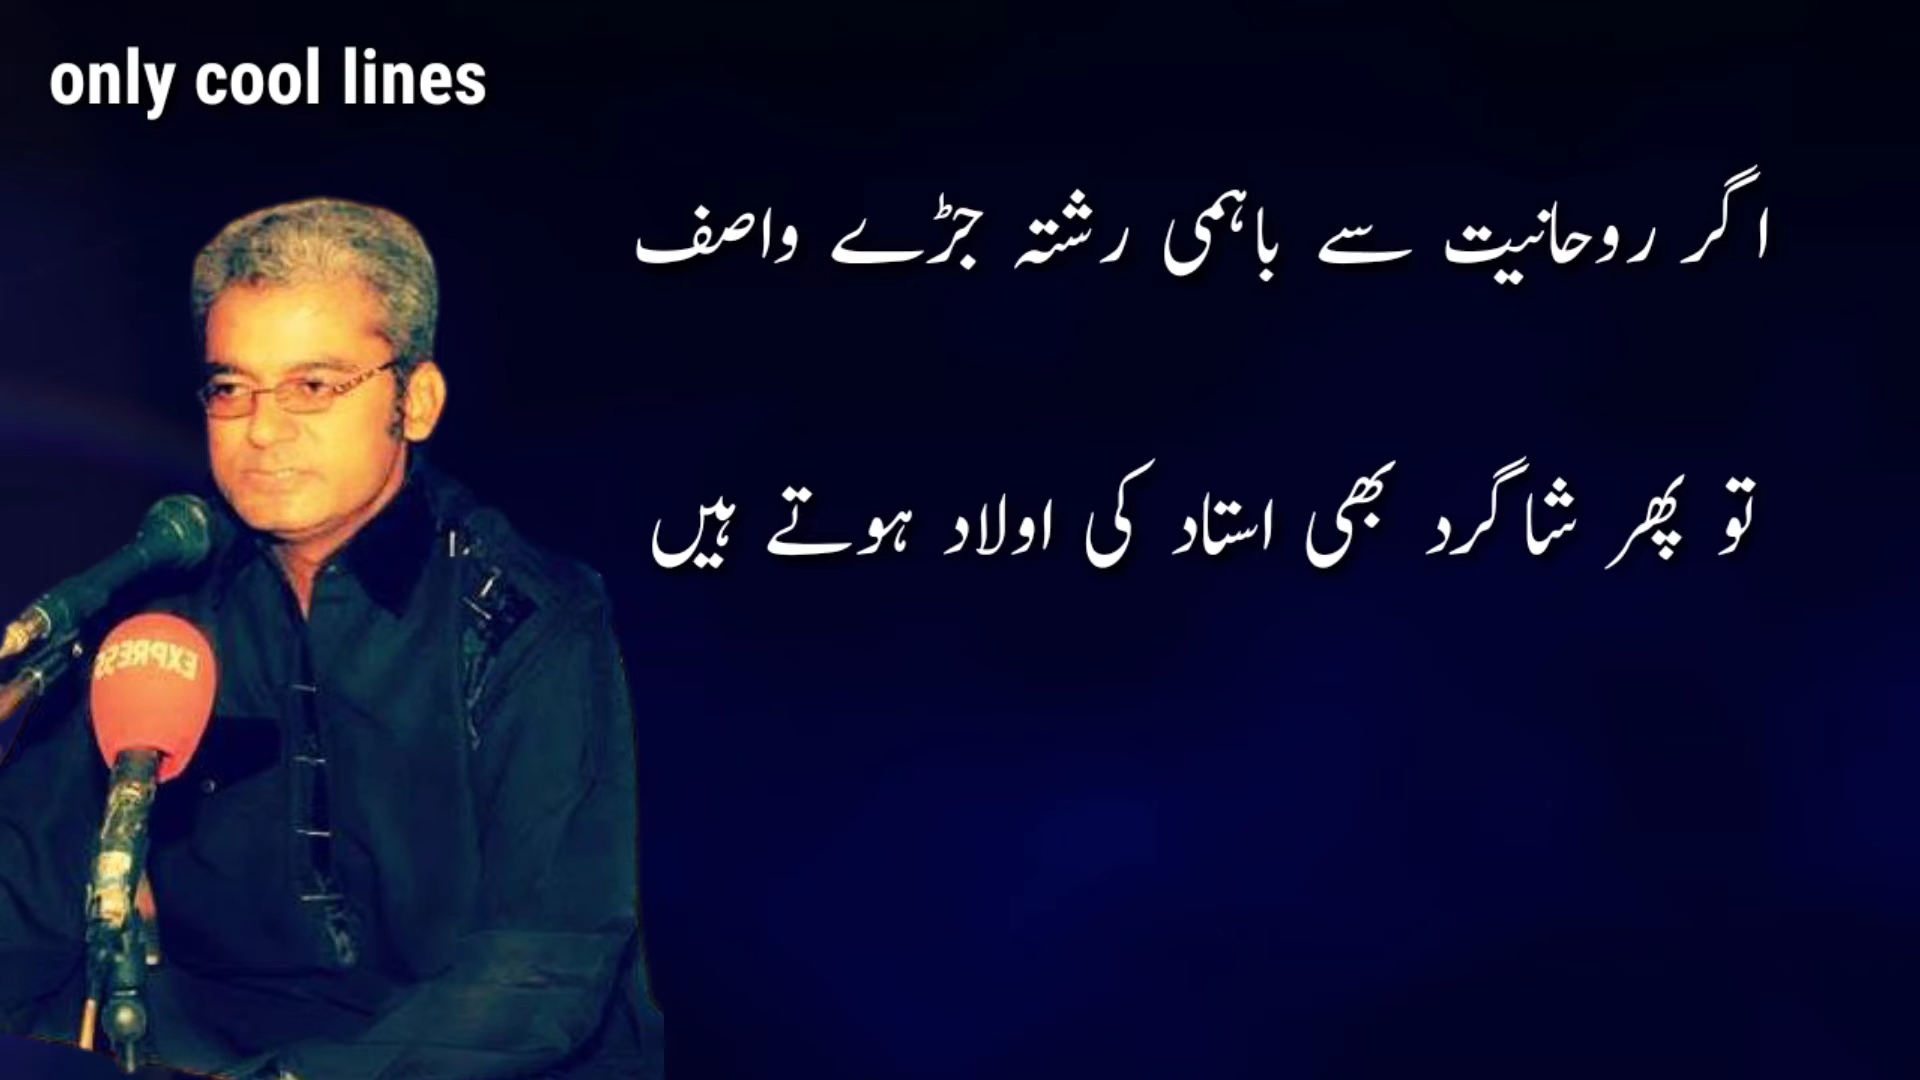 only cool lines
اگر روحانیت سے باہمی رشتہ جڑے واصف
تو پھر شاگرد بھی استاد کی اولاد ہوتے ہیں
EXPRESS